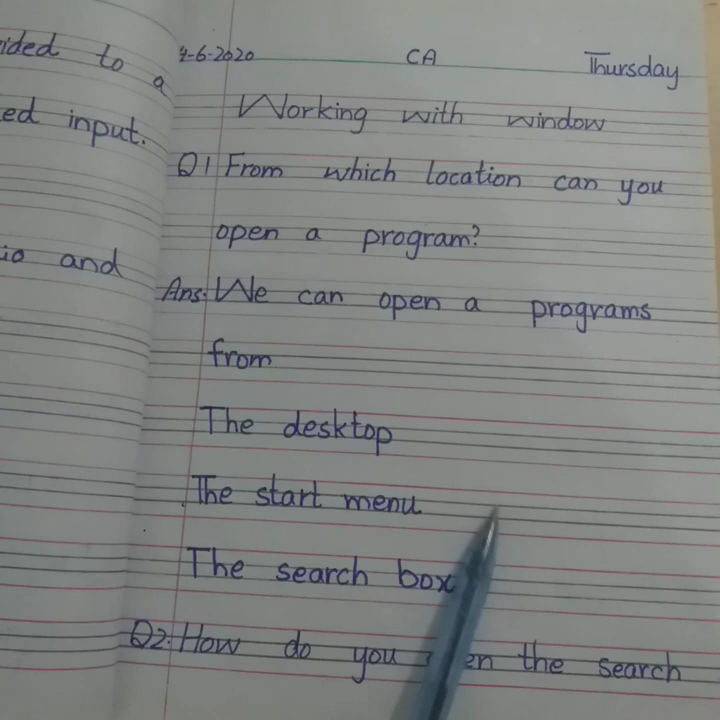 ided to a
ed input.
io and
4-6-2020 CA Thursday
Working with window
Q1 From which location can you
open a program?
Ans. We can open a programs
from
The desktop
The start menu
The search box
Q2. How do you the search